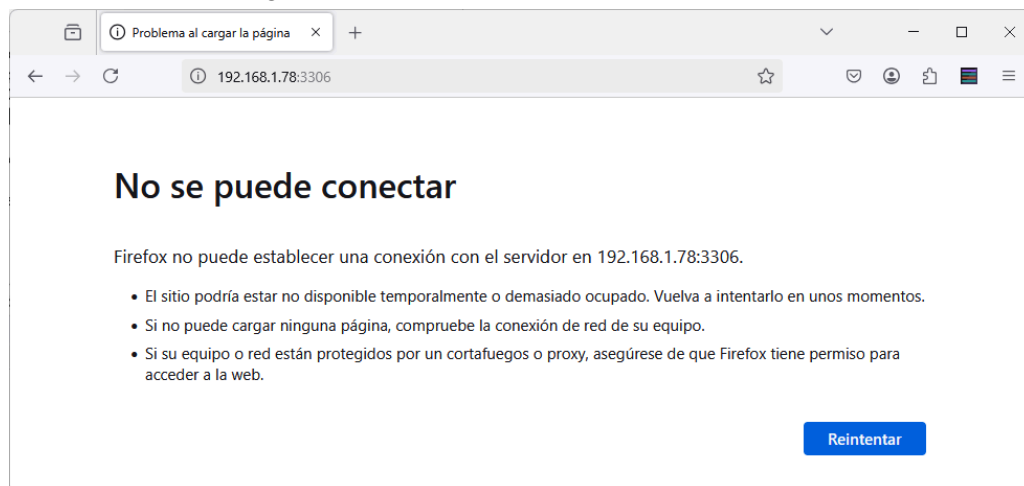 Problema al cargar la página
192.168.1.78:3306
No se puede conectar
Firefox no puede establecer una conexión con el servidor en 192.168.1.78:3306.
• El sitio podría estar no disponible temporalmente o demasiado ocupado. Vuelva a intentarlo en unos momentos.
• Si no puede cargar ninguna página, compruebe la conexión de red de su equipo.
• Si su equipo o red están protegidos por un cortafuegos o proxy, asegúrese de que Firefox tiene permiso para
acceder a la web.
Reintentar